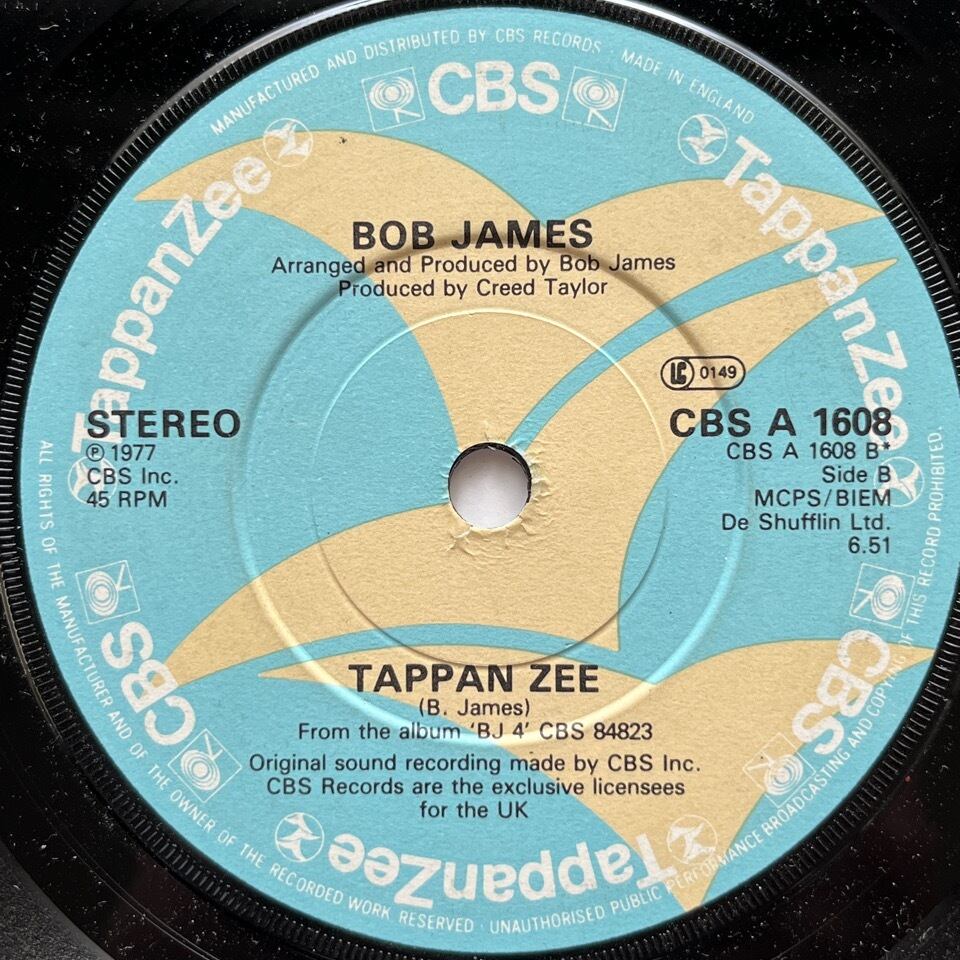 MANUFACTURED AND DISTRIBUTED BY CBS RECORDS · MADE IN ENGLAND
CBS
TappanZee
TappanZee
BOB JAMES
Arranged and Produced by Bob James
Produced by Creed Taylor
LC 0149
STEREO
℗ 1977
CBS Inc.
45 RPM
CBS A 1608
CBS A 1608 B*
Side B
MCPS/BIEM
De Shufflin Ltd.
6.51
TAPPAN ZEE
(B. James)
From the album 'BJ 4' CBS 84823
Original sound recording made by CBS Inc.
CBS Records are the exclusive licensees
for the UK
CBS
CBS
TappanZee
TappanZee
ALL RIGHTS OF THE MANUFACTURER AND OF THE OWNER OF THE RECORDED WORK RESERVED · UNAUTHORISED PUBLIC PERFORMANCE BROADCASTING AND COPYING OF THIS RECORD PROHIBITED.